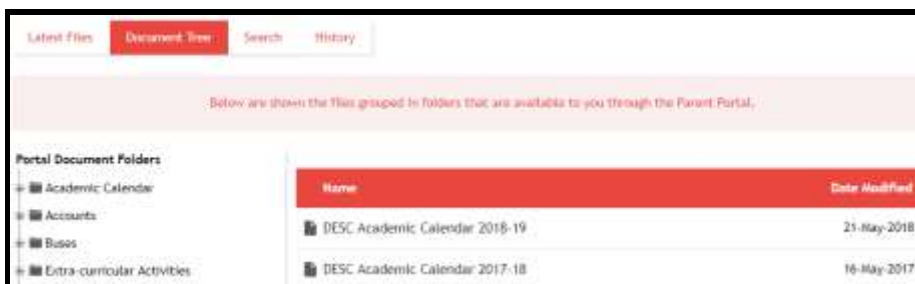 Latest Files Document Tree Search History
Below are shown the files grouped in folders that are available to you through the Parent Portal.
Portal Document Folders
Academic Calendar
Accounts
Buses
Extra-curricular Activities
Name Date Modified
DESC Academic Calendar 2018-19 21-May-2018
DESC Academic Calendar 2017-18 16-May-2017